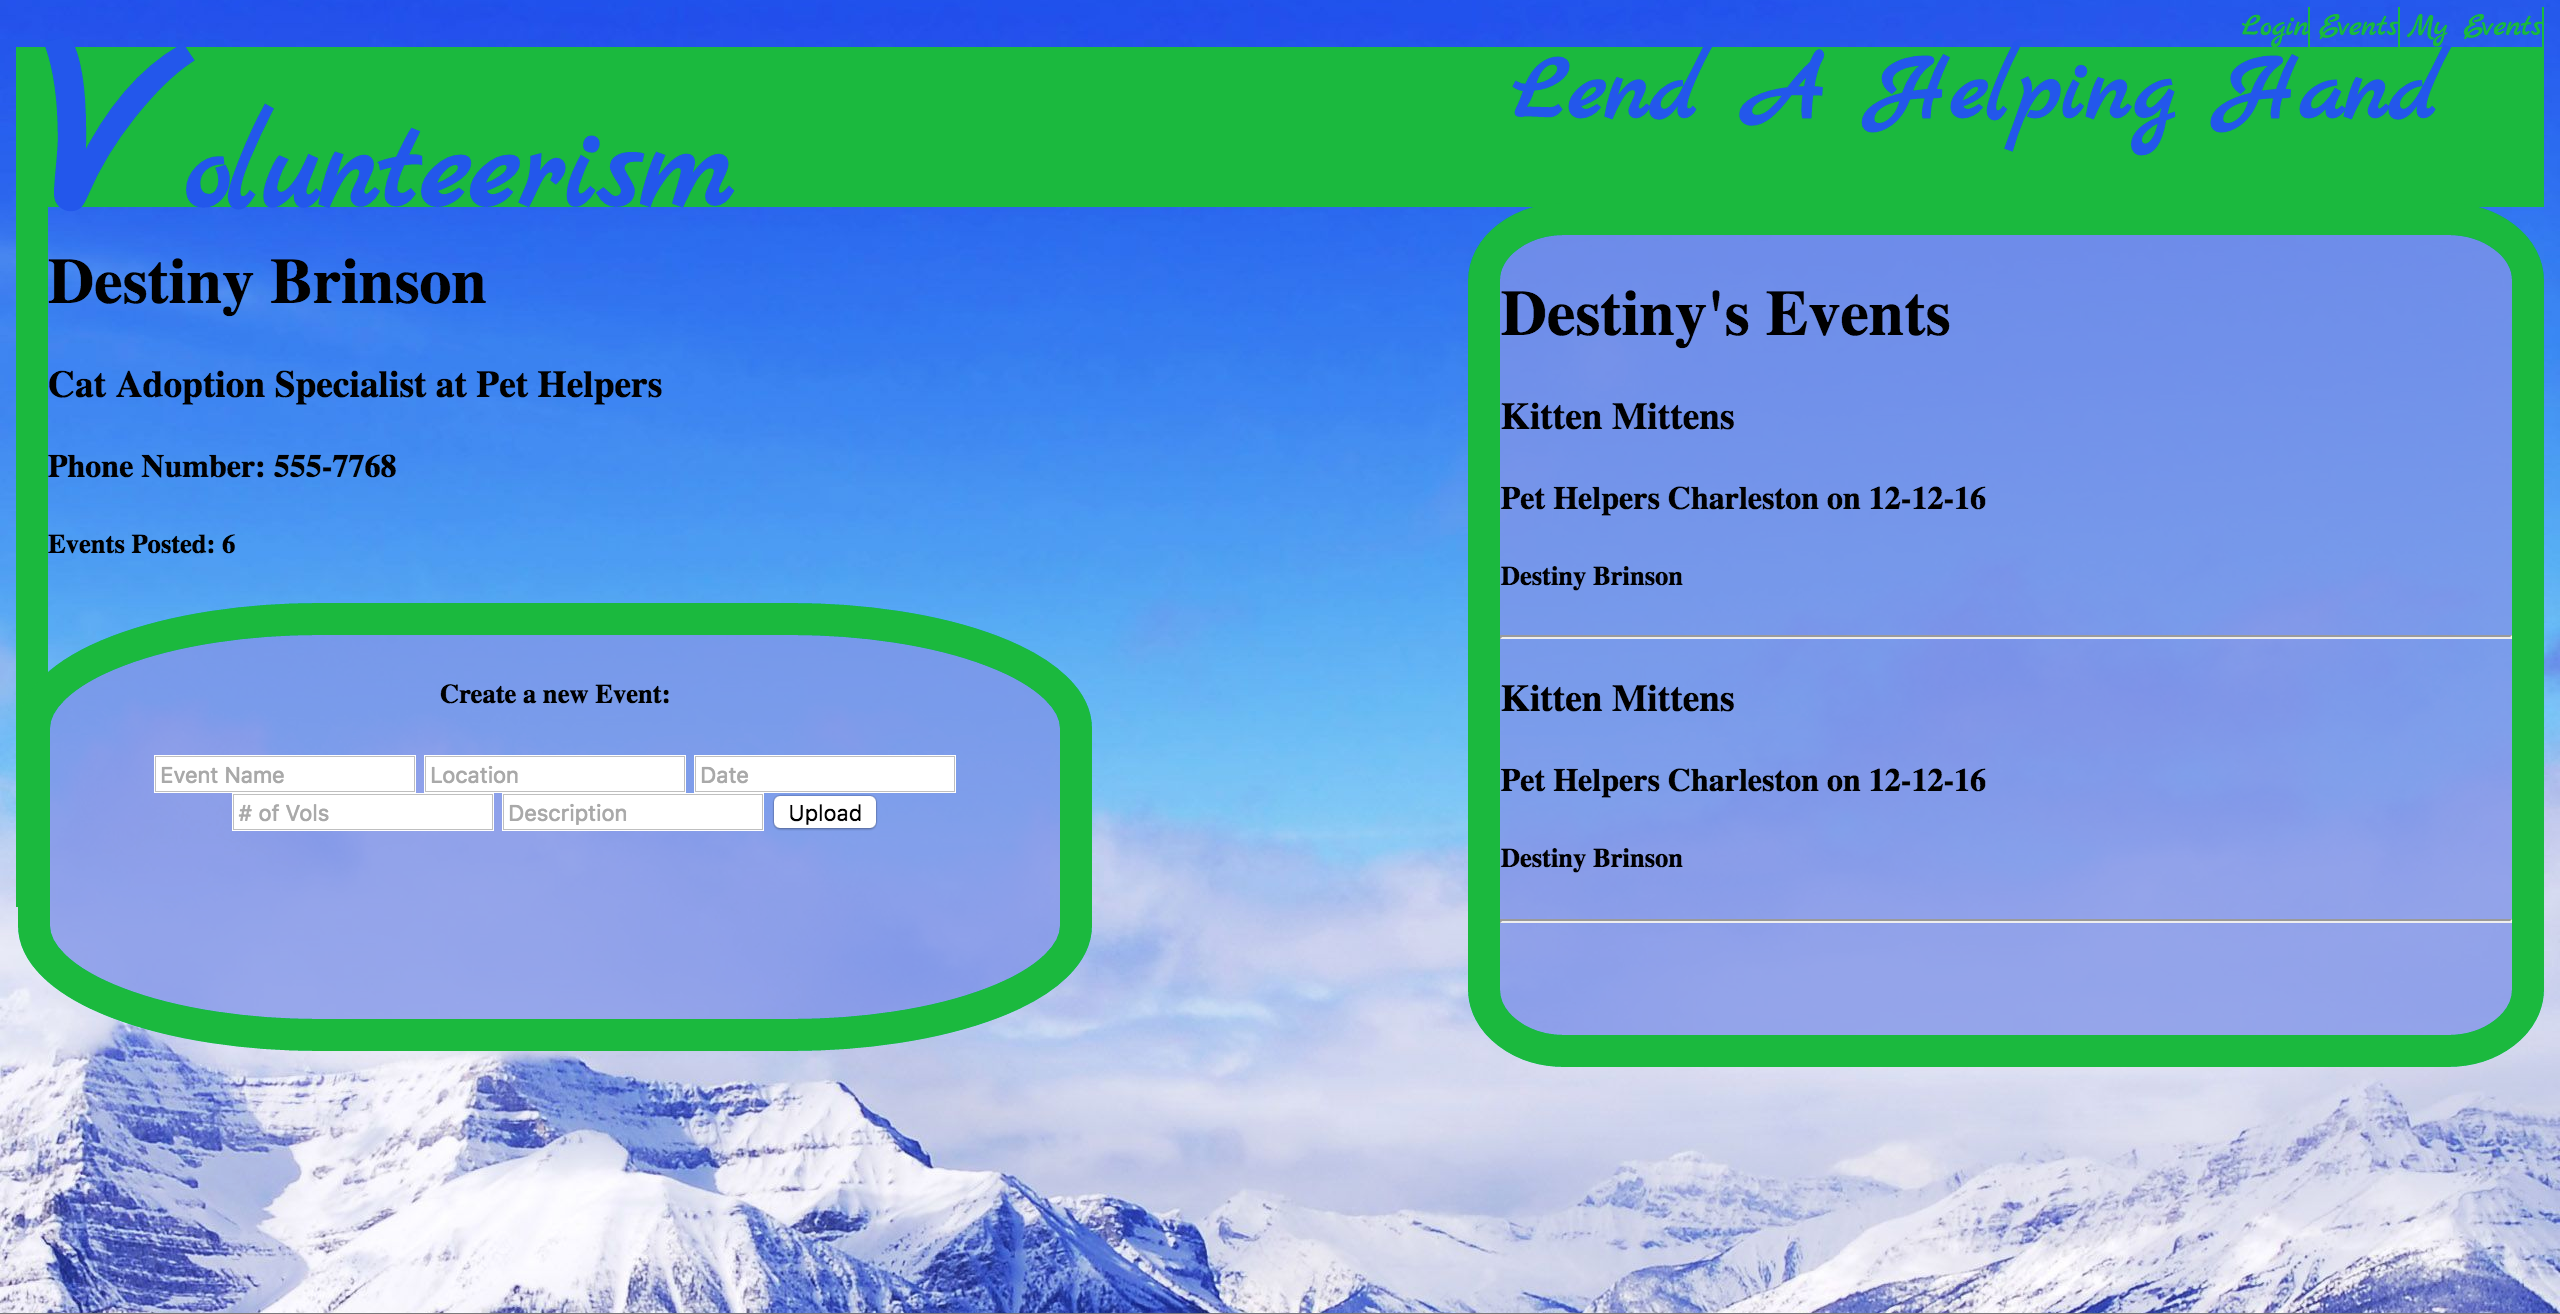 Login Events My Events
Volunteerism
Lend A Helping Hand
Destiny Brinson
Cat Adoption Specialist at Pet Helpers
Phone Number: 555-7768
Events Posted: 6
Create a new Event:
Event Name Location Date
# of Vols Description Upload
Destiny's Events
Kitten Mittens
Pet Helpers Charleston on 12-12-16
Destiny Brinson
Kitten Mittens
Pet Helpers Charleston on 12-12-16
Destiny Brinson